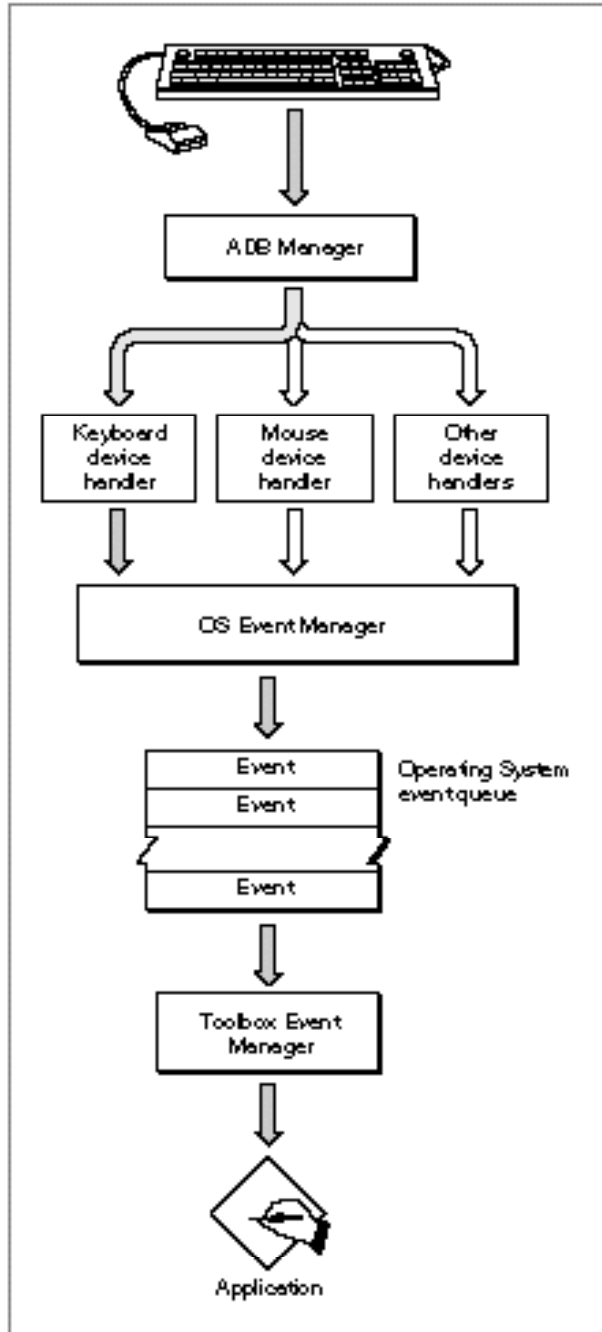 ADB Manager
Keyboard
device
handler
Mouse
device
handler
Other
device
handlers
OS Event Manager
Event
Event
Event
Operating System
event queue
Toolbox Event
Manager
Application